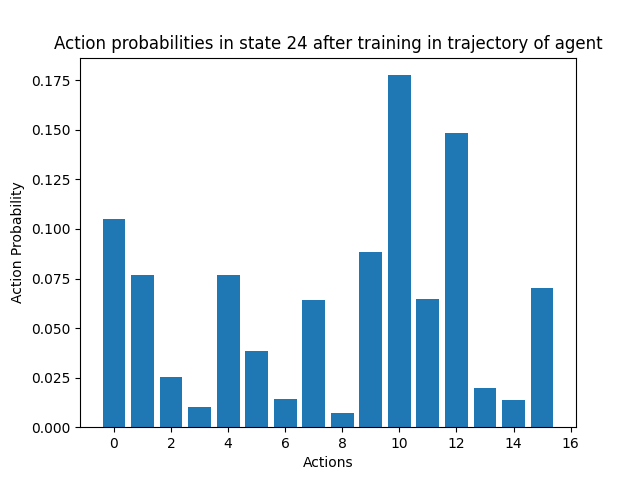 Action probabilities in state 24 after training in trajectory of agent
0.175
0.150
0.125
0.100
0.075
0.050
0.025
0.000
Action Probability
0 2 4 6 8 10 12 14 16
Actions